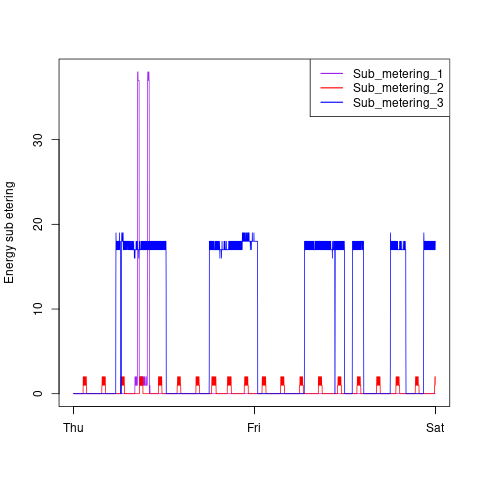 Sub_metering_1
Sub_metering_2
Sub_metering_3
Energy sub etering
30
20
10
0
Thu Fri Sat